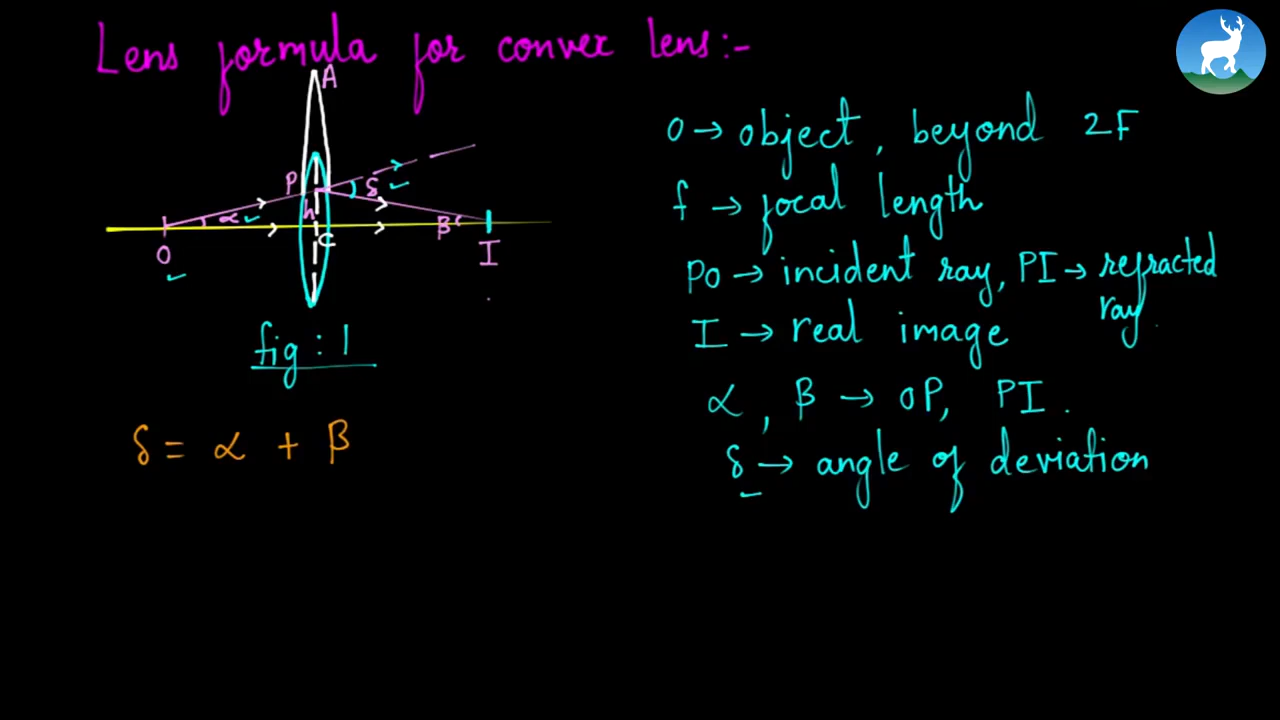 Lens formula for convex lens:-
A
P
δ
α
h
β
C
O
I
fig : 1
δ = α + β
O → object, beyond 2F
f → focal length
PO → incident ray, PI → refracted
ray
I → real image
α, β → OP, PI.
δ → angle of deviation